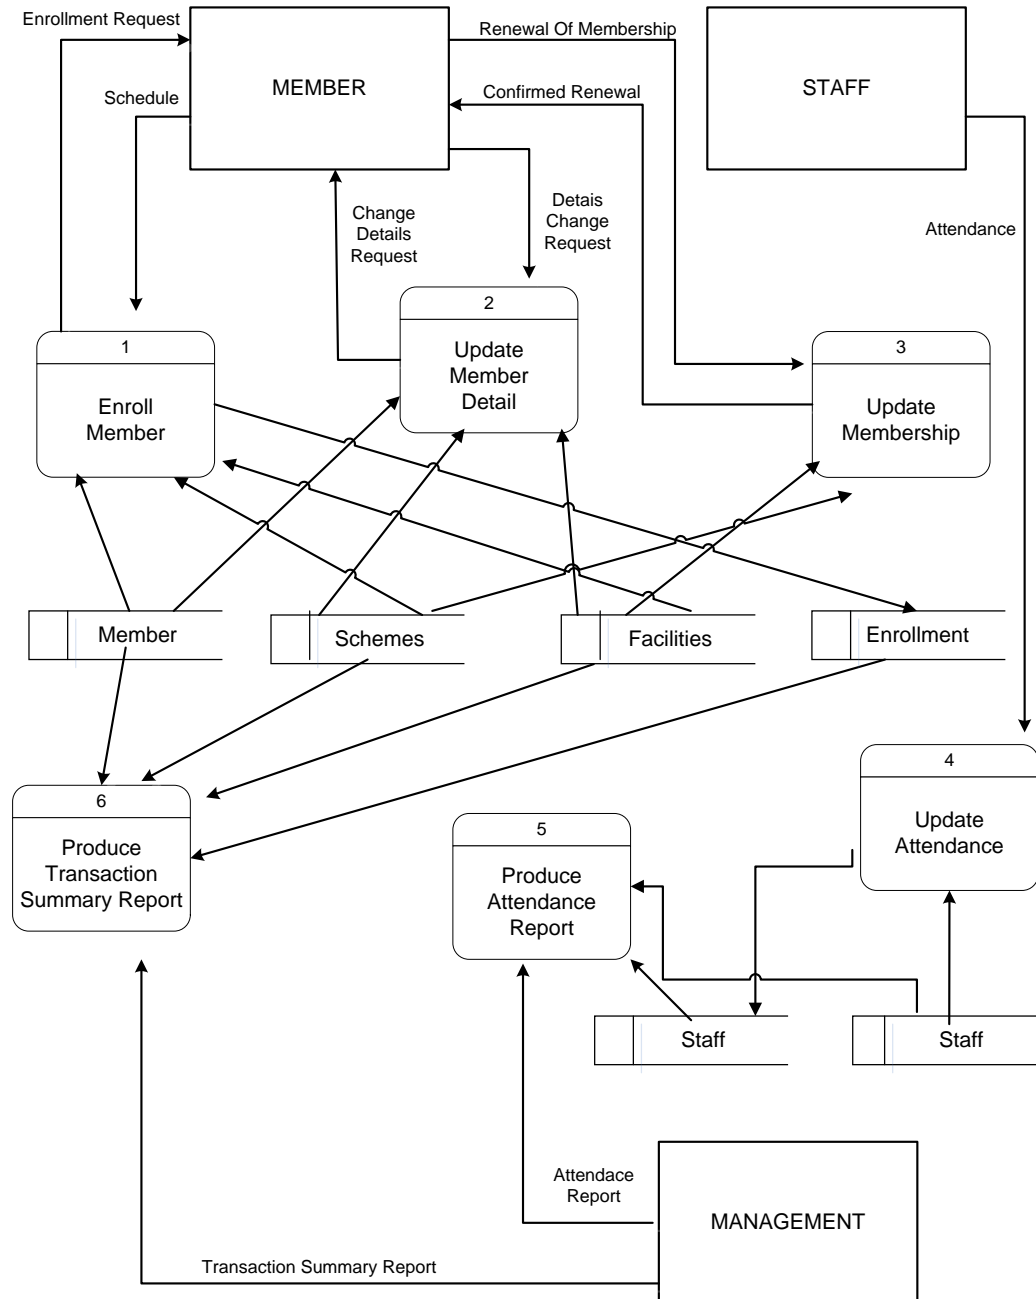 Enrollment Request
MEMBER
Renewal Of Membership
STAFF
Schedule
Confirmed Renewal
Change
Details
Request
Detais
Change
Request
Attendance
1
Enroll
Member
2
Update
Member
Detail
3
Update
Membership
Member
Schemes
Facilities
Enrollment
6
Produce
Transaction
Summary Report
5
Produce
Attendance
Report
4
Update
Attendance
Staff
Staff
Attendace
Report
MANAGEMENT
Transaction Summary Report